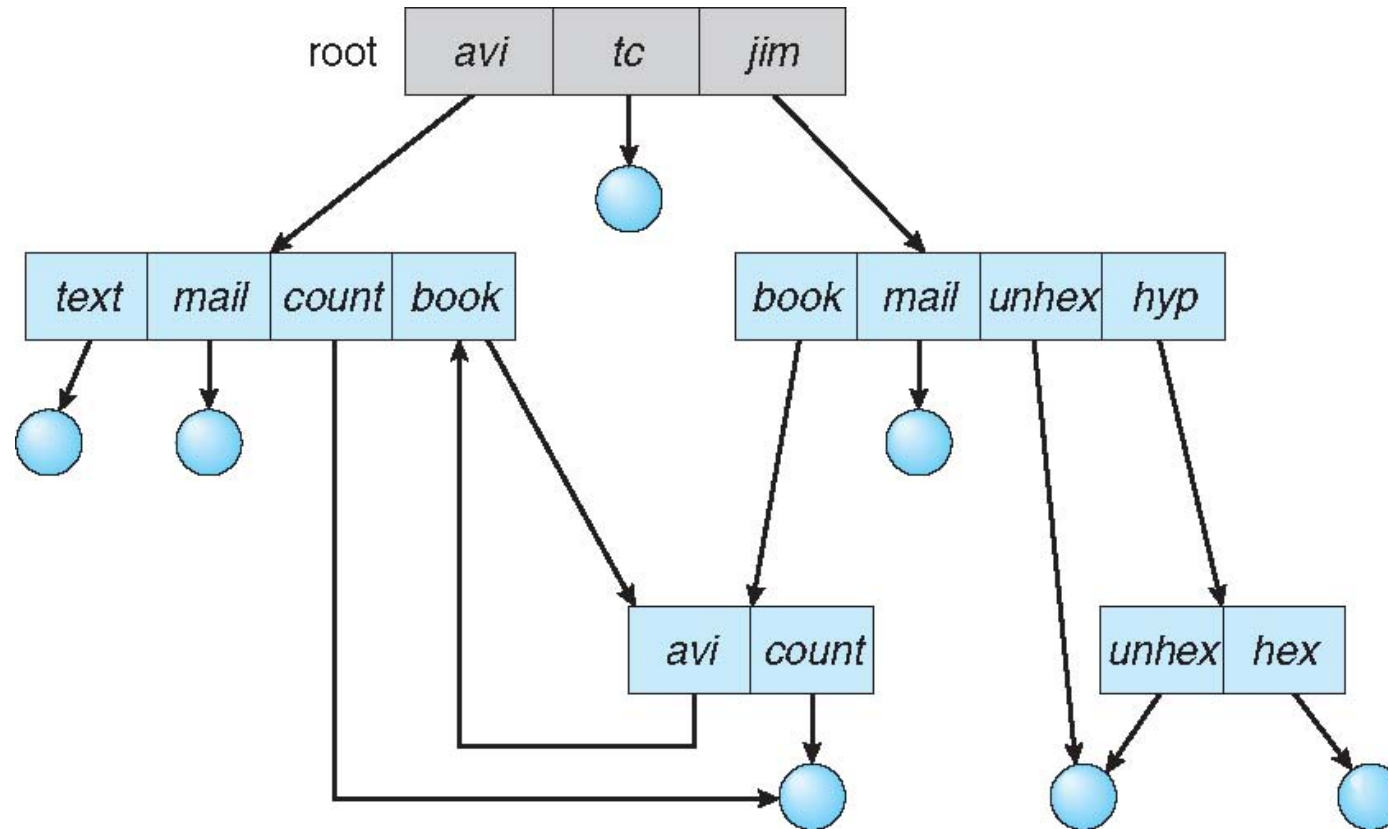 root avi tc jim
text mail count book book mail unhex hyp
avi count unhex hex